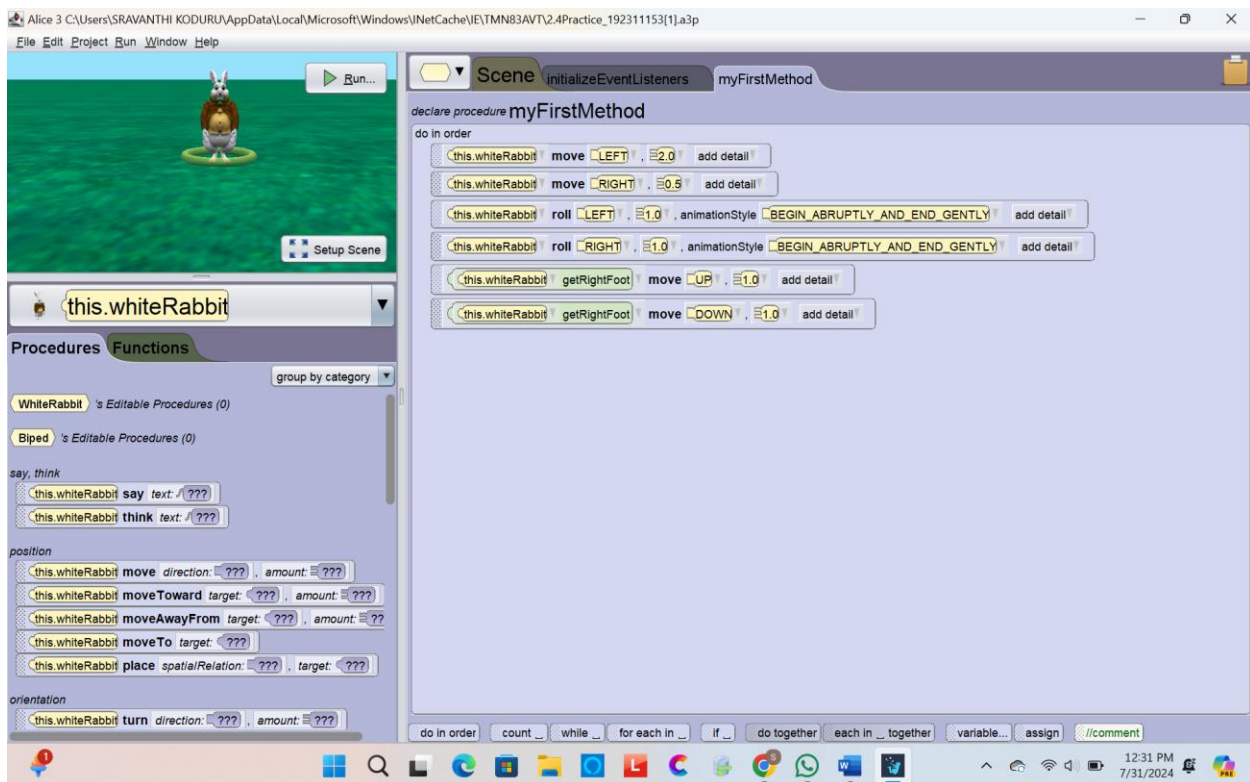 Alice 3 C:\Users\SRAVANTHI KODURU\AppData\Local\Microsoft\Windows\INetCache\IE\TMN83AVT\2.4Practice_192311153[1].a3p
File Edit Project Run Window Help
Run...
Setup Scene
this.whiteRabbit
Procedures Functions
group by category
WhiteRabbit 's Editable Procedures (0)
Biped 's Editable Procedures (0)
say, think
this.whiteRabbit say text: ???
this.whiteRabbit think text: ???
position
this.whiteRabbit move direction: ??? , amount: ???
this.whiteRabbit moveToward target: ??? , amount: ???
this.whiteRabbit moveAwayFrom target: ??? , amount: ??
this.whiteRabbit moveTo target: ???
this.whiteRabbit place spatialRelation: ??? , target: ???
orientation
this.whiteRabbit turn direction: ??? , amount: ???
Scene initializeEventListeners myFirstMethod
declare procedure myFirstMethod
do in order
this.whiteRabbit move LEFT , 2.0 add detail
this.whiteRabbit move RIGHT , 0.5 add detail
this.whiteRabbit roll LEFT , 1.0 , animationStyle BEGIN_ABRUPTLY_AND_END_GENTLY add detail
this.whiteRabbit roll RIGHT , 1.0 , animationStyle BEGIN_ABRUPTLY_AND_END_GENTLY add detail
this.whiteRabbit getRightFoot move UP , 1.0 add detail
this.whiteRabbit getRightFoot move DOWN , 1.0 add detail
do in order count _ while _ for each in _ if _ do together each in _ together variable... assign //comment
12:31 PM
7/31/2024
PRE